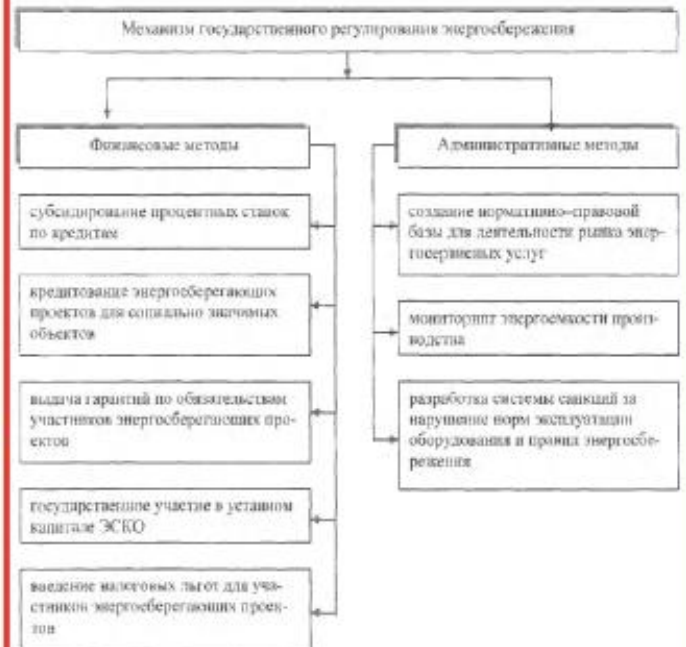 Механизм государственного регулирования энергосбережения
Финансовые методы
субсидирование процентных ставок
по кредитам
кредитование энергосберегающих
проектов для социально значимых
объектов
выдача гарантий по обязательствам
участников энергосберегающих про-
ектов
государственное участие в уставном
капитале ЭСКО
введение налоговых льгот для уча-
стников энергосберегающих проек-
тов
Административные методы
создание нормативно-правовой
базы для деятельности рынка энер-
госервисных услуг
мониторинг энергоемкости произ-
водства
разработка системы санкций за
нарушение норм эксплуатации
оборудования и правил энергосбе-
режения